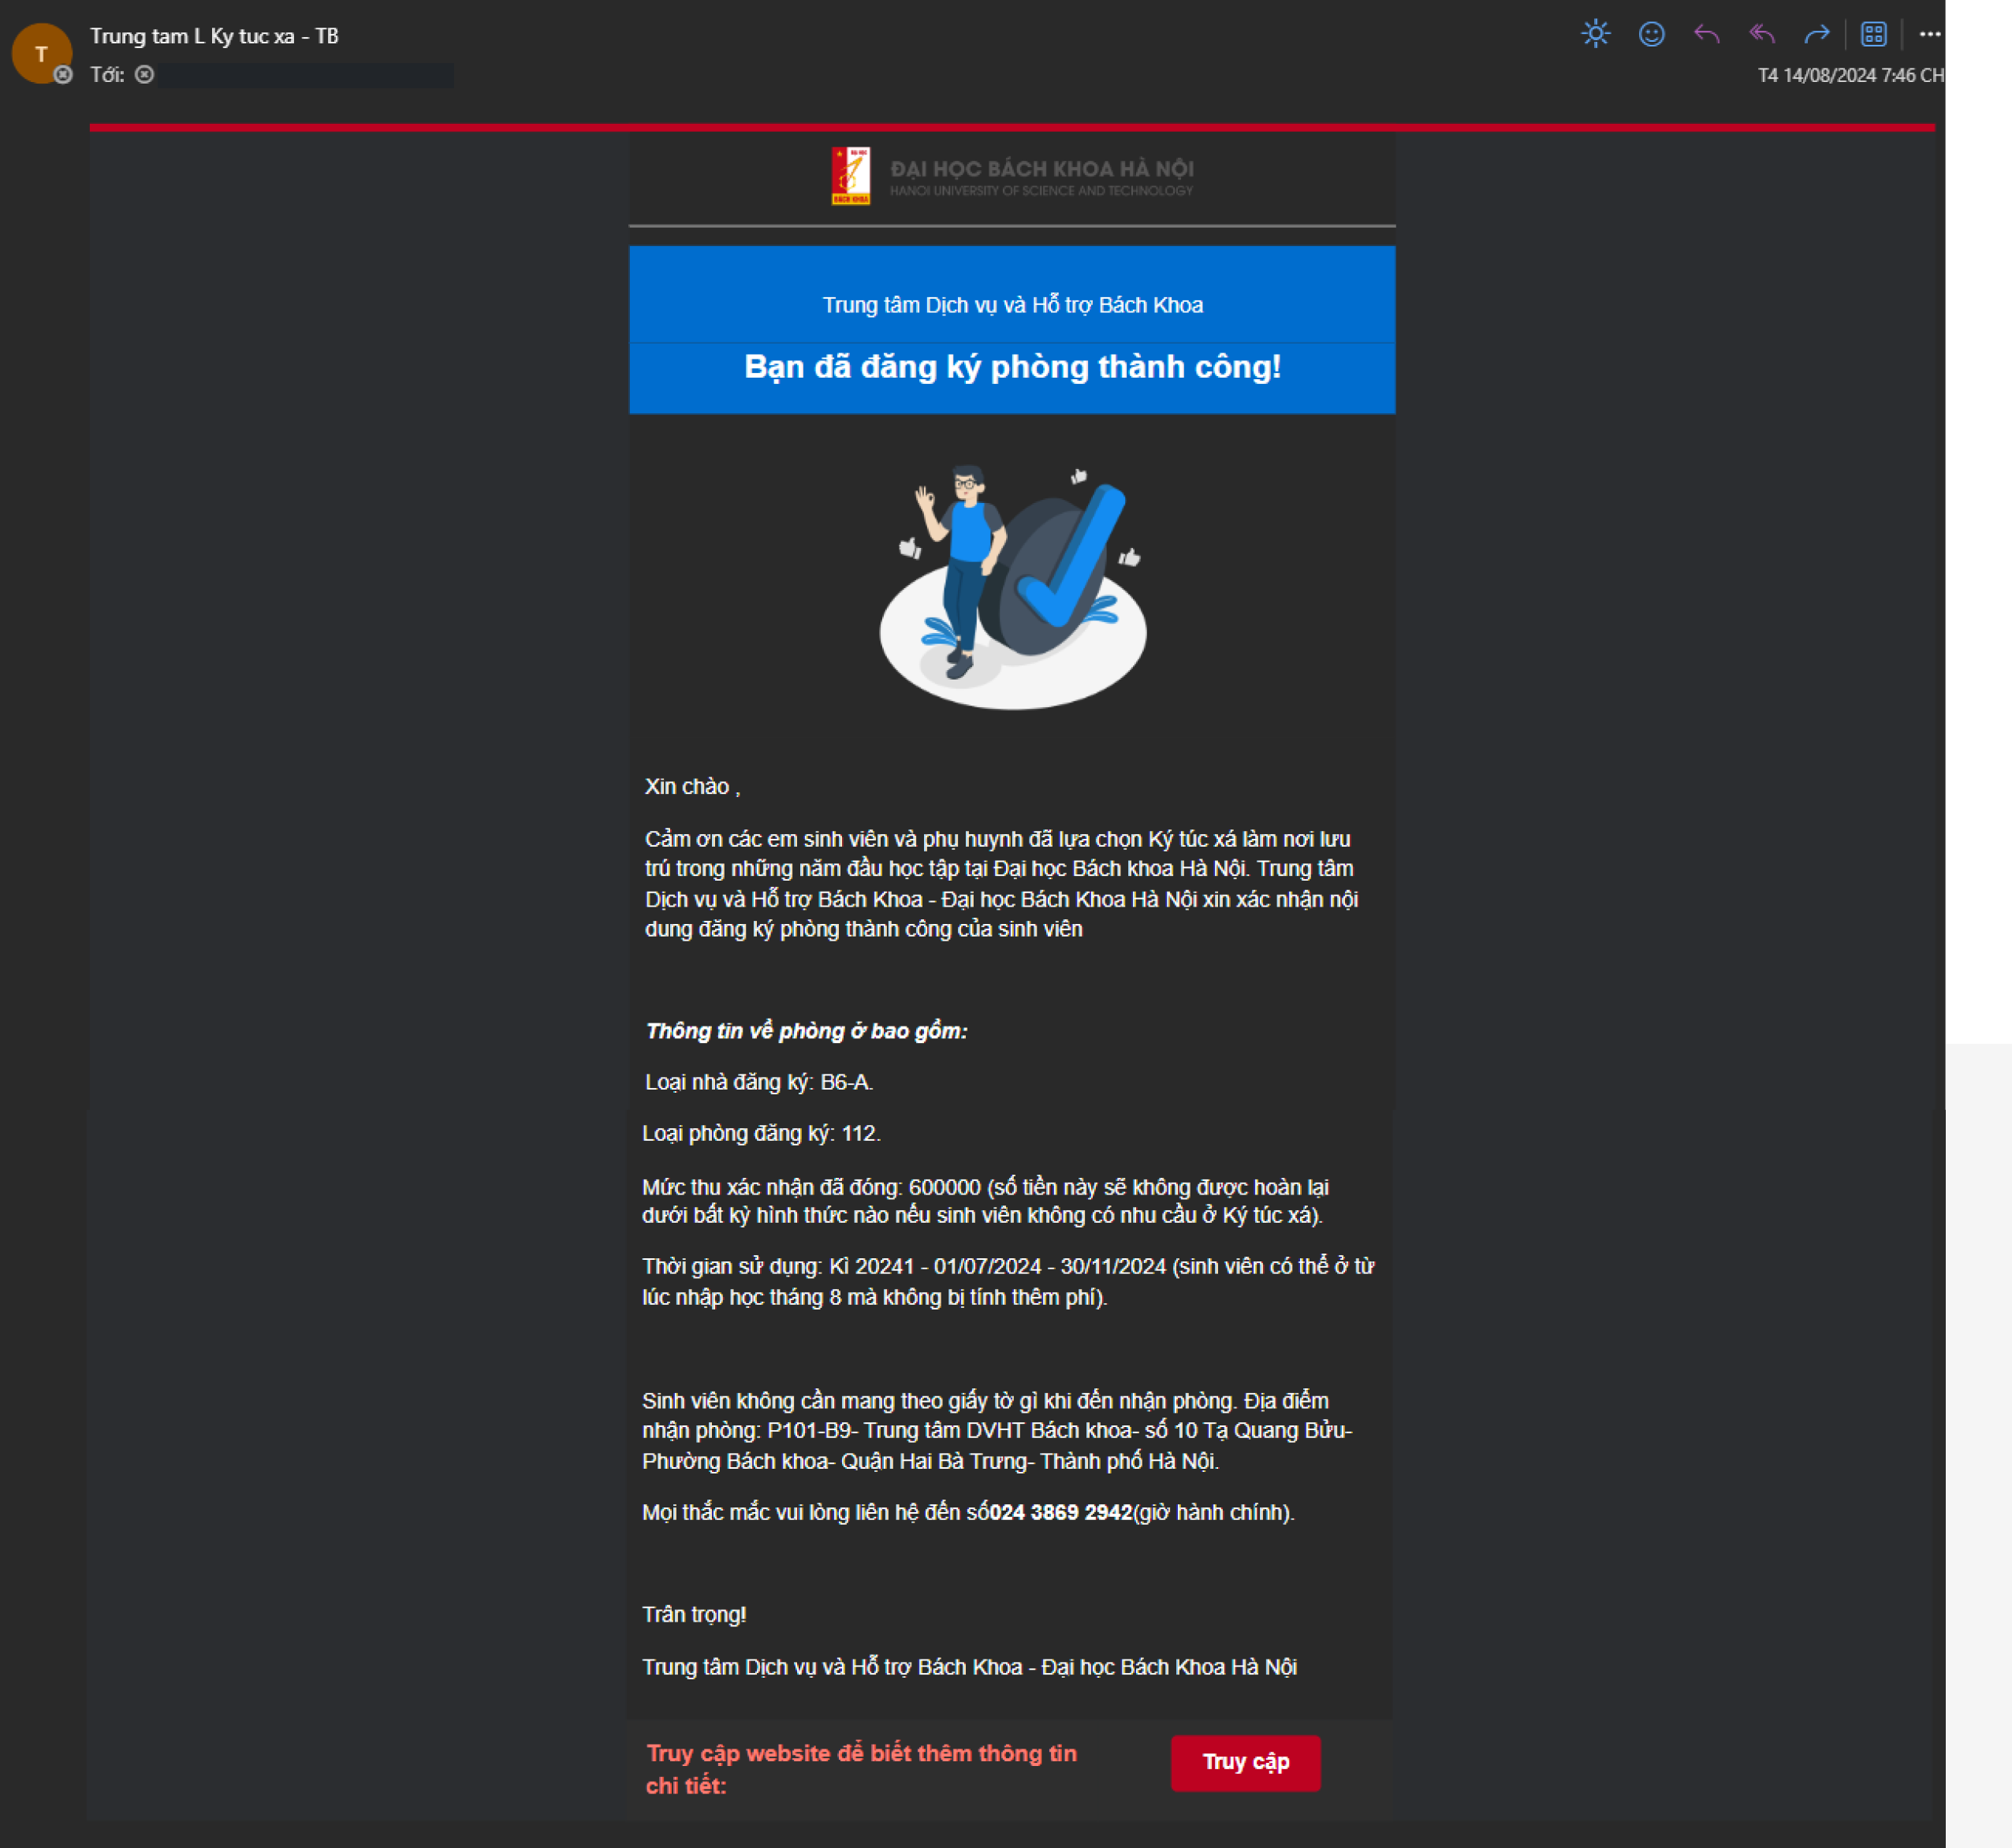 T
Trung tam L Ky tuc xa - TB
Tới:
T4 14/08/2024 7:46 CH
ĐẠI HỌC
BÁCH KHOA
ĐẠI HỌC BÁCH KHOA HÀ NỘI
HANOI UNIVERSITY OF SCIENCE AND TECHNOLOGY
Trung tâm Dịch vụ và Hỗ trợ Bách Khoa
Bạn đã đăng ký phòng thành công!
Xin chào ,
Cảm ơn các em sinh viên và phụ huynh đã lựa chọn Ký túc xá làm nơi lưu
trú trong những năm đầu học tập tại Đại học Bách khoa Hà Nội. Trung tâm
Dịch vụ và Hỗ trợ Bách Khoa - Đại học Bách Khoa Hà Nội xin xác nhận nội
dung đăng ký phòng thành công của sinh viên
Thông tin về phòng ở bao gồm:
Loại nhà đăng ký: B6-A.
Loại phòng đăng ký: 112.
Mức thu xác nhận đã đóng: 600000 (số tiền này sẽ không được hoàn lại
dưới bất kỳ hình thức nào nếu sinh viên không có nhu cầu ở Ký túc xá).
Thời gian sử dụng: Kì 20241 - 01/07/2024 - 30/11/2024 (sinh viên có thể ở từ
lúc nhập học tháng 8 mà không bị tính thêm phí).
Sinh viên không cần mang theo giấy tờ gì khi đến nhận phòng. Địa điểm
nhận phòng: P101-B9- Trung tâm DVHT Bách khoa- số 10 Tạ Quang Bửu-
Phường Bách khoa- Quận Hai Bà Trưng- Thành phố Hà Nội.
Mọi thắc mắc vui lòng liên hệ đến số024 3869 2942(giờ hành chính).
Trân trọng!
Trung tâm Dịch vụ và Hỗ trợ Bách Khoa - Đại học Bách Khoa Hà Nội
Truy cập website để biết thêm thông tin
chi tiết:
Truy cập